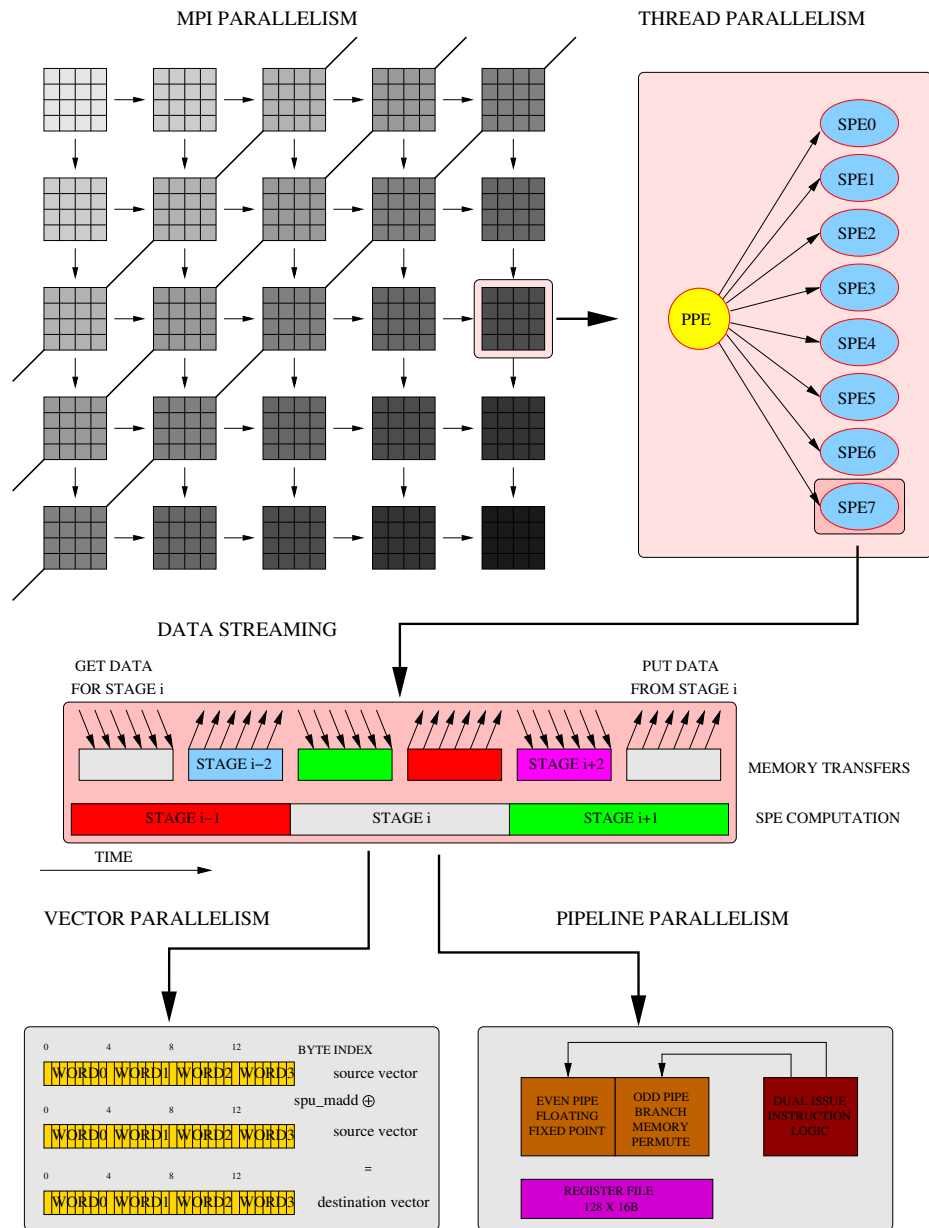 MPI PARALLELISM
THREAD PARALLELISM
SPE0
SPE1
SPE2
SPE3
PPE
SPE4
SPE5
SPE6
SPE7
DATA STREAMING
GET DATA
FOR STAGE i
PUT DATA
FROM STAGE i
STAGE i−2
STAGE i+2
MEMORY TRANSFERS
STAGE i−1
STAGE i
STAGE i+1
SPE COMPUTATION
TIME
VECTOR PARALLELISM
PIPELINE PARALLELISM
0 4 8 12
BYTE INDEX
WORD0 WORD1 WORD2 WORD3
source vector
spu_madd ⊕
0 4 8 12
WORD0 WORD1 WORD2 WORD3
source vector
=
0 4 8 12
WORD0 WORD1 WORD2 WORD3
destination vector
EVEN PIPE
FLOATING
FIXED POINT
ODD PIPE
BRANCH
MEMORY
PERMUTE
DUAL ISSUE
INSTRUCTION
LOGIC
REGISTER FILE
128 X 16B